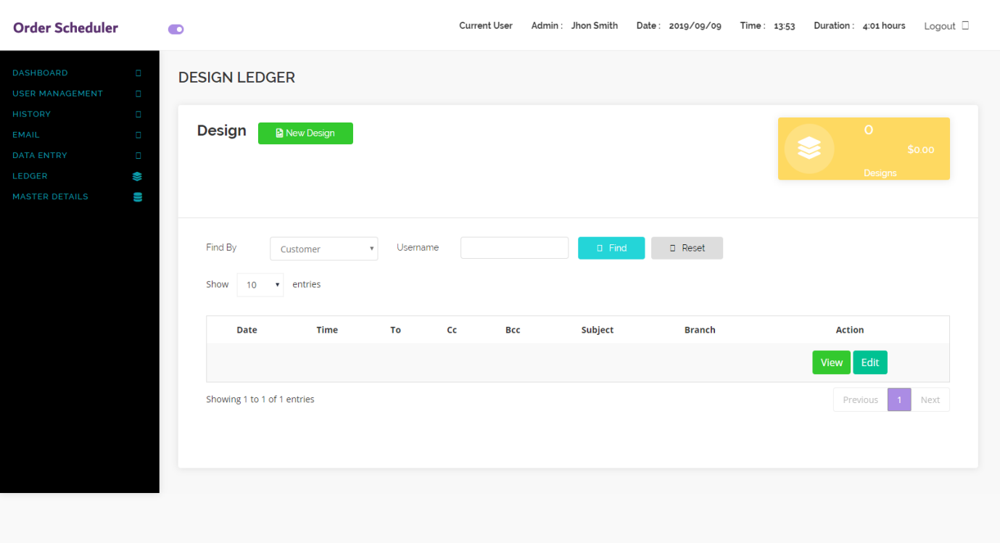 Order Scheduler
Current User Admin : Jhon Smith Date : 2019/09/09 Time : 13:53 Duration : 4:01 hours Logout
DASHBOARD
USER MANAGEMENT
HISTORY
EMAIL
DATA ENTRY
LEDGER
MASTER DETAILS
DESIGN LEDGER
Design New Design
0
$0.00
Designs
Find By Customer Username Find Reset
Show 10 entries
Date Time To Cc Bcc Subject Branch Action
View Edit
Showing 1 to 1 of 1 entries Previous 1 Next